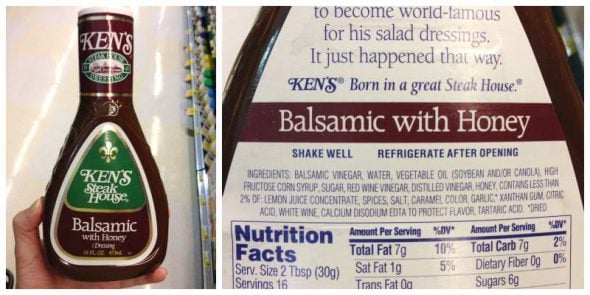 KEN'S
STEAK HOUSE
DRESSING
KEN'S
Steak
House®
Balsamic
with Honey
Dressing
to become world-famous
for his salad dressings.
It just happened that way.
KEN'S® Born in a great Steak House.®
Balsamic with Honey
SHAKE WELL REFRIGERATE AFTER OPENING
INGREDIENTS: BALSAMIC VINEGAR, WATER, VEGETABLE OIL (SOYBEAN AND/OR CANOLA), HIGH
FRUCTOSE CORN SYRUP, SUGAR, RED WINE VINEGAR, DISTILLED VINEGAR, HONEY, CONTAINS LESS THAN
2% OF: LEMON JUICE CONCENTRATE, SPICES, SALT, CARAMEL COLOR, GARLIC,* XANTHAN GUM, CITRIC
ACID, WHITE WINE, CALCIUM DISODIUM EDTA TO PROTECT FLAVOR, TARTARIC ACID. *DRIED
Nutrition
Facts
Serv. Size 2 Tbsp (30g)
Servings 16
Amount Per Serving %DV*
Total Fat 7g 10%
Sat Fat 1g 5%
Trans Fat 0g
Amount Per Serving %DV*
Total Carb 7g 2%
Dietary Fiber 0g 0%
Sugars 6g